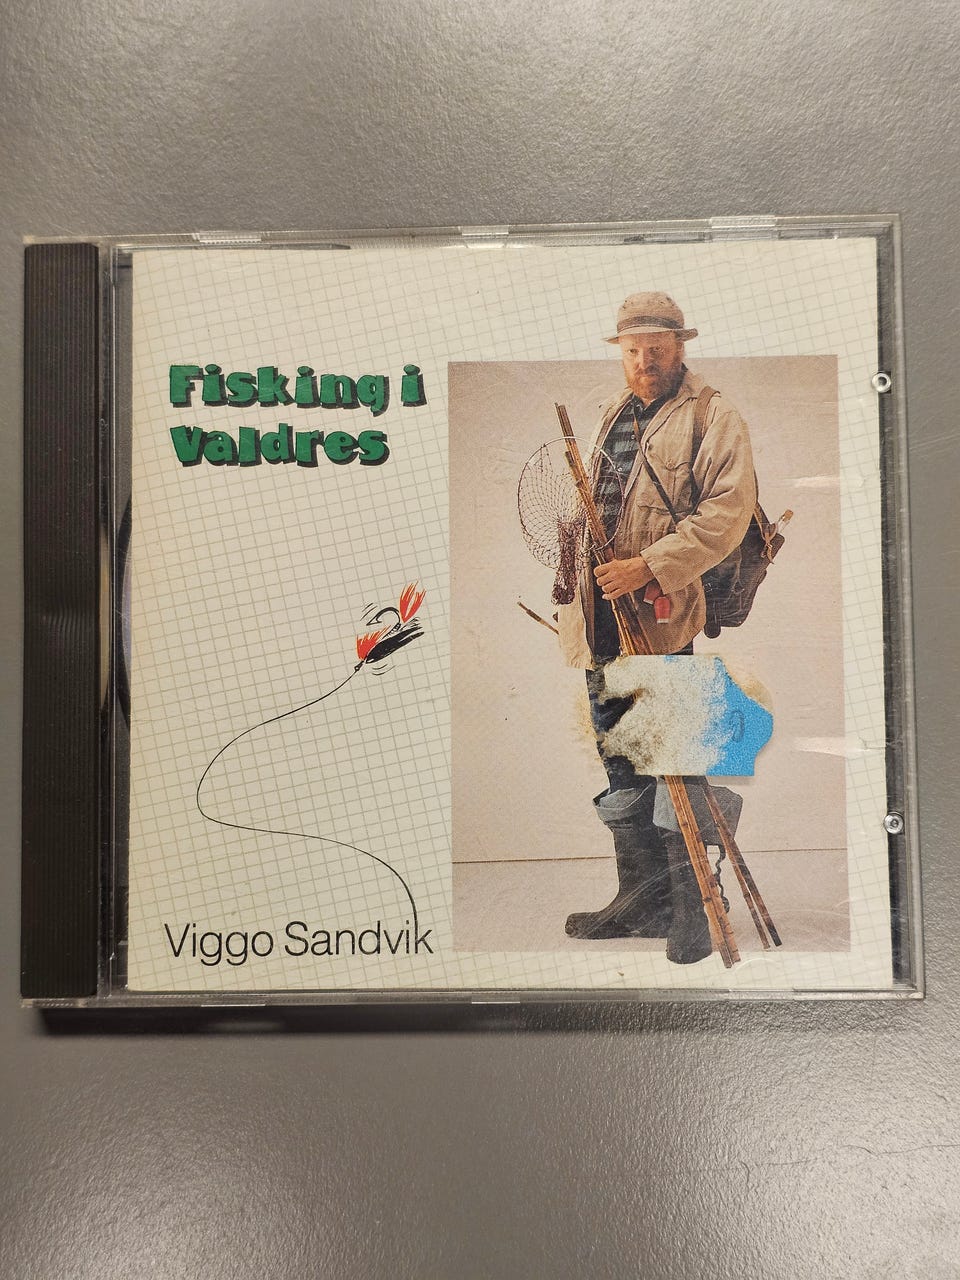 Fisking i
Valdres
Viggo Sandvik